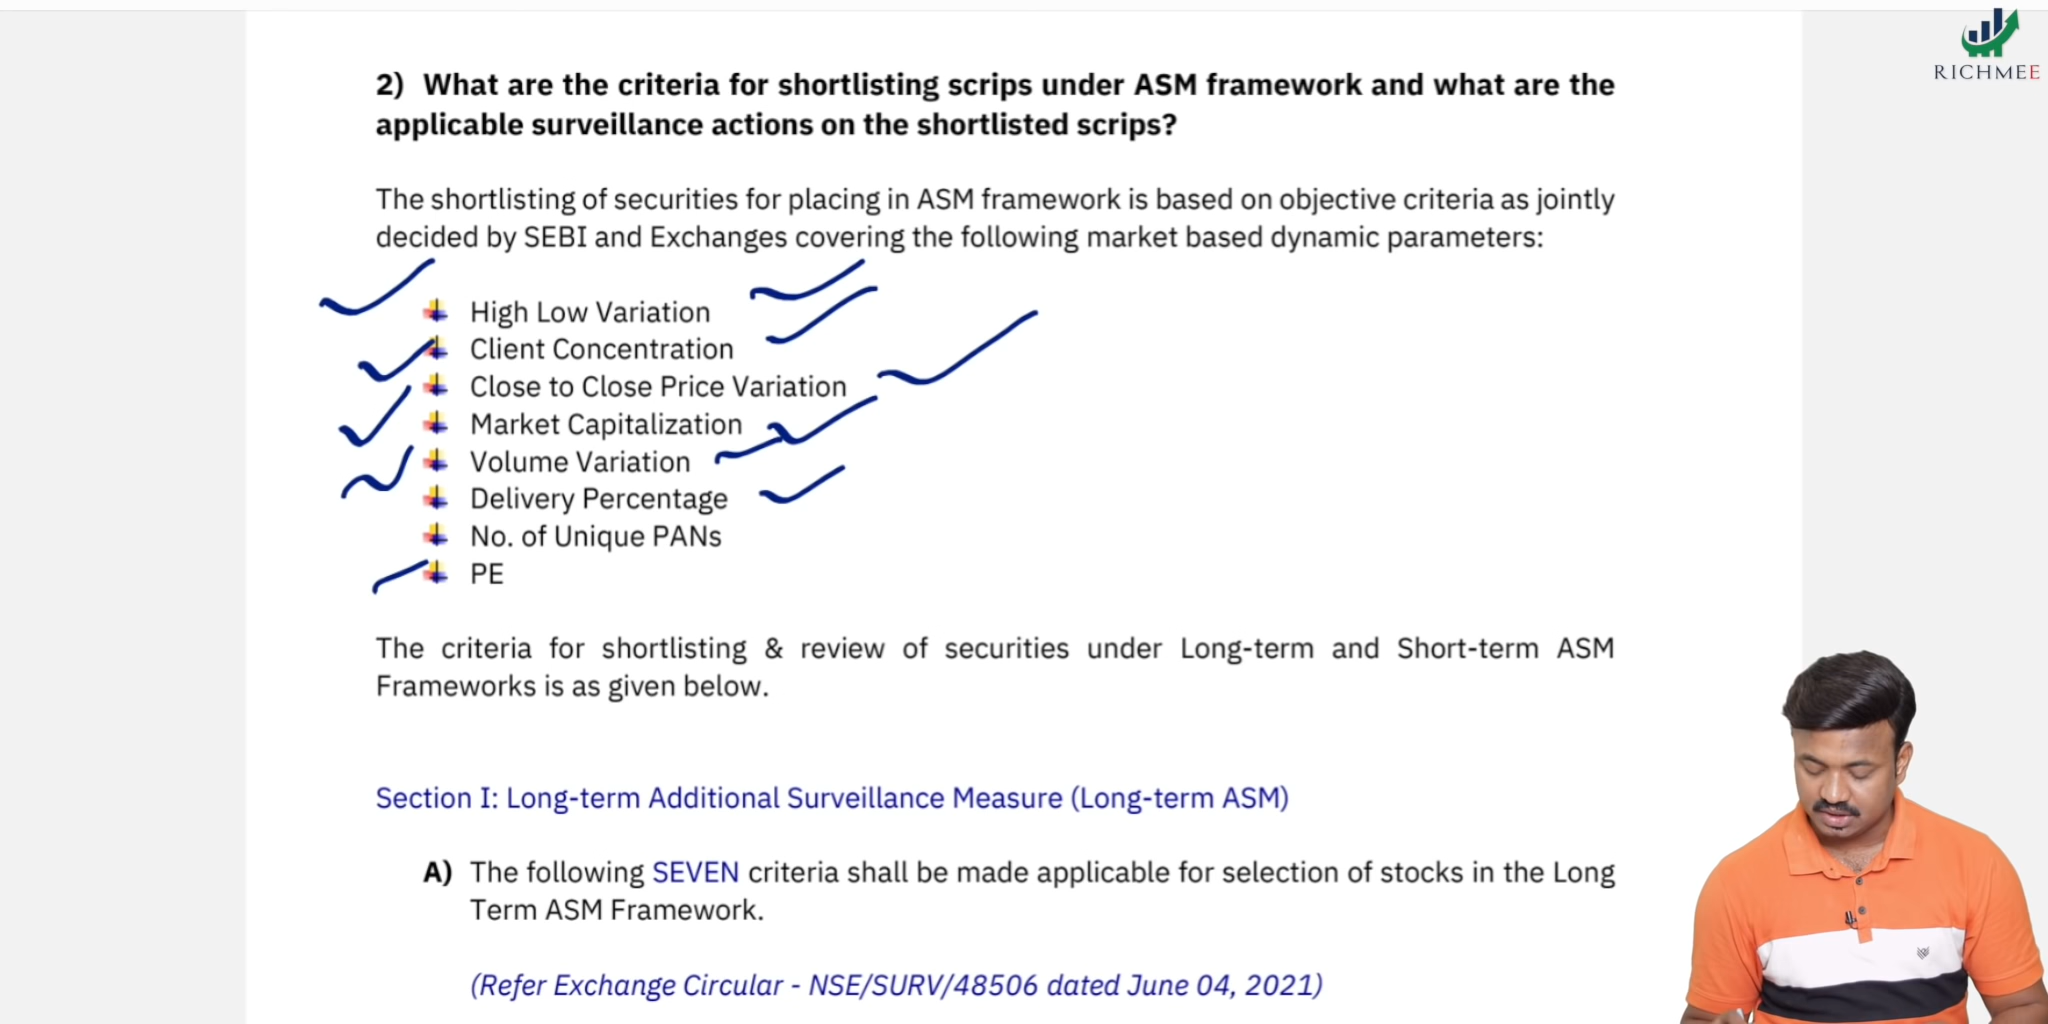 RICHMEE
2) What are the criteria for shortlisting scrips under ASM framework and what are the
applicable surveillance actions on the shortlisted scrips?
The shortlisting of securities for placing in ASM framework is based on objective criteria as jointly
decided by SEBI and Exchanges covering the following market based dynamic parameters:
High Low Variation
Client Concentration
Close to Close Price Variation
Market Capitalization
Volume Variation
Delivery Percentage
No. of Unique PANs
PE
The criteria for shortlisting & review of securities under Long-term and Short-term ASM
Frameworks is as given below.
Section I: Long-term Additional Surveillance Measure (Long-term ASM)
A) The following SEVEN criteria shall be made applicable for selection of stocks in the Long
Term ASM Framework.
(Refer Exchange Circular - NSE/SURV/48506 dated June 04, 2021)